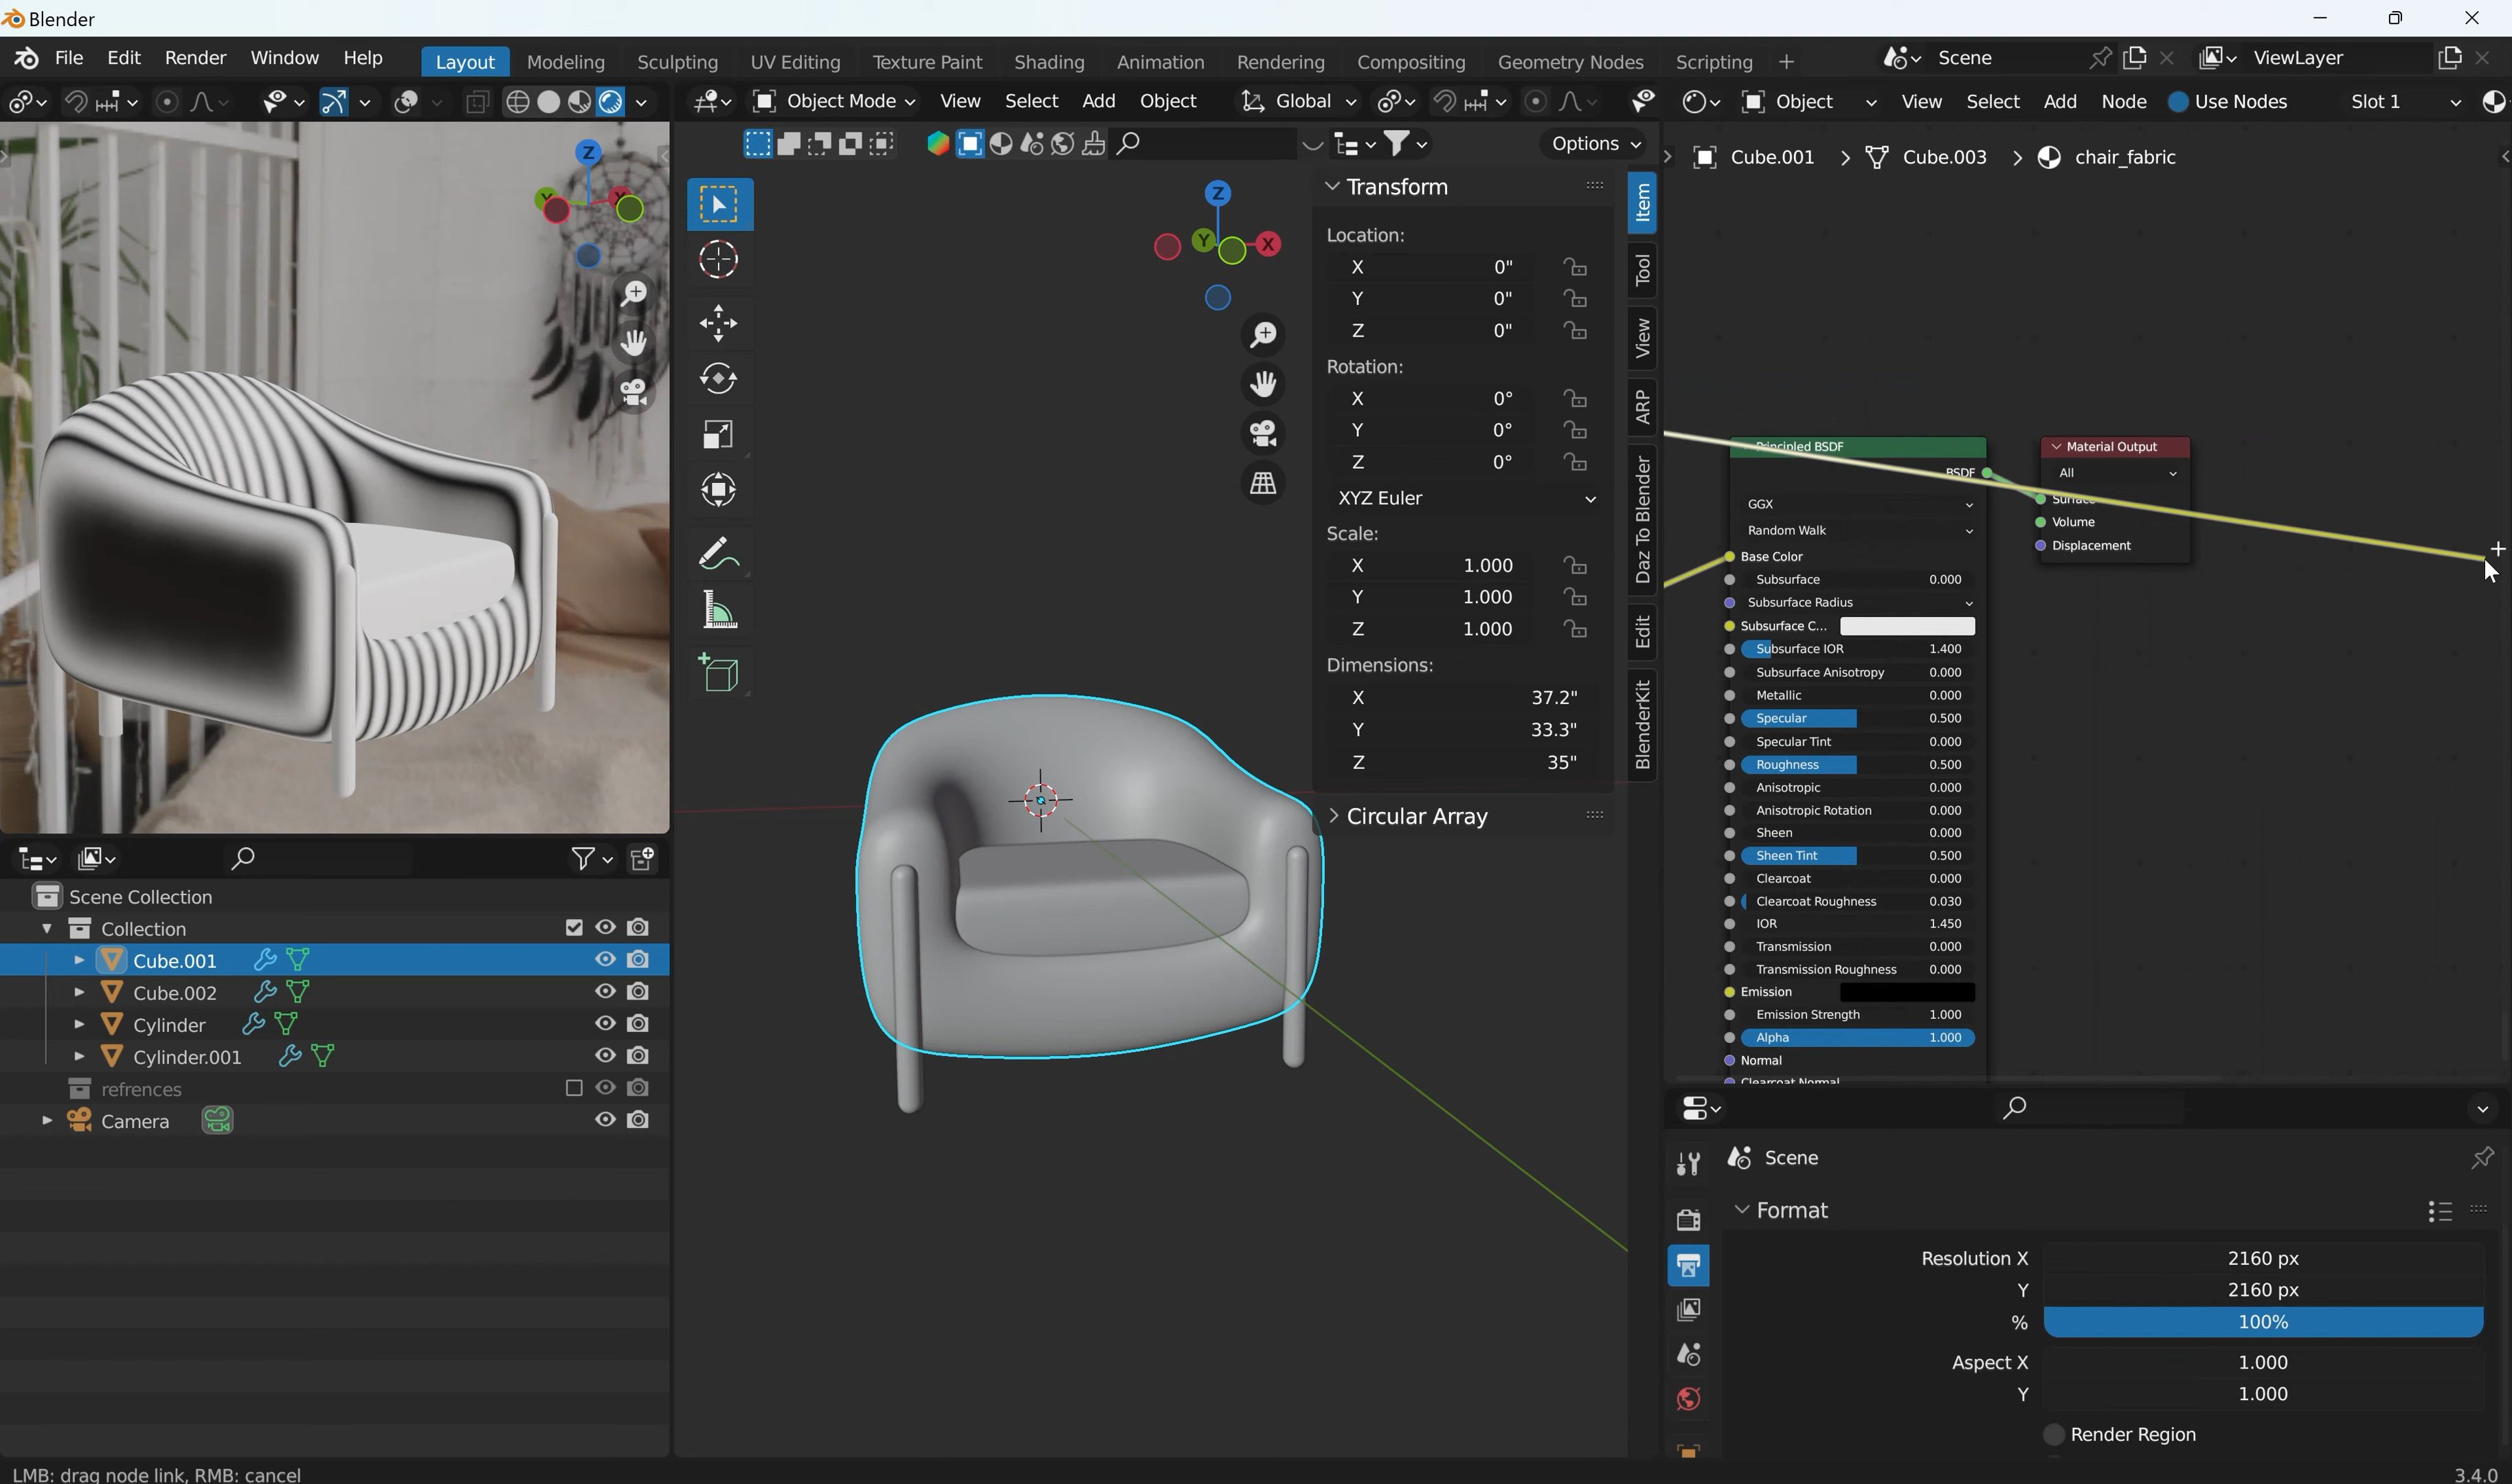 Blender
File Edit Render Window Help
Layout Modeling Sculpting UV Editing Texture Paint Shading Animation Rendering Compositing Geometry Nodes Scripting +
Scene
ViewLayer
Object Mode View Select Add Object Global
Object View Select Add Node Use Nodes Slot 1
Options
Cube.001 > Cube.003 > chair_fabric
Z
Y
X
Z
Y
X
Transform
Location:
X 0"
Y 0"
Z 0"
Rotation:
X 0°
Y 0°
Z 0°
XYZ Euler
Scale:
X 1.000
Y 1.000
Z 1.000
Dimensions:
X 37.2"
Y 33.3"
Z 35"
Circular Array
Item
Tool
View
ARP
Daz To Blender
Edit
BlenderKit
Principled BSDF
BSDF
GGX
Random Walk
Base Color
Subsurface 0.000
Subsurface Radius
Subsurface C...
Subsurface IOR 1.400
Subsurface Anisotropy 0.000
Metallic 0.000
Specular 0.500
Specular Tint 0.000
Roughness 0.500
Anisotropic 0.000
Anisotropic Rotation 0.000
Sheen 0.000
Sheen Tint 0.500
Clearcoat 0.000
Clearcoat Roughness 0.030
IOR 1.450
Transmission 0.000
Transmission Roughness 0.000
Emission
Emission Strength 1.000
Alpha 1.000
Normal
Clearcoat Normal
Material Output
All
Surface
Volume
Displacement
Scene Collection
Collection
Cube.001
Cube.002
Cylinder
Cylinder.001
refrences
Camera
Scene
Format
Resolution X 2160 px
Y 2160 px
% 100%
Aspect X 1.000
Y 1.000
Render Region
LMB: drag node link, RMB: cancel
3.4.0